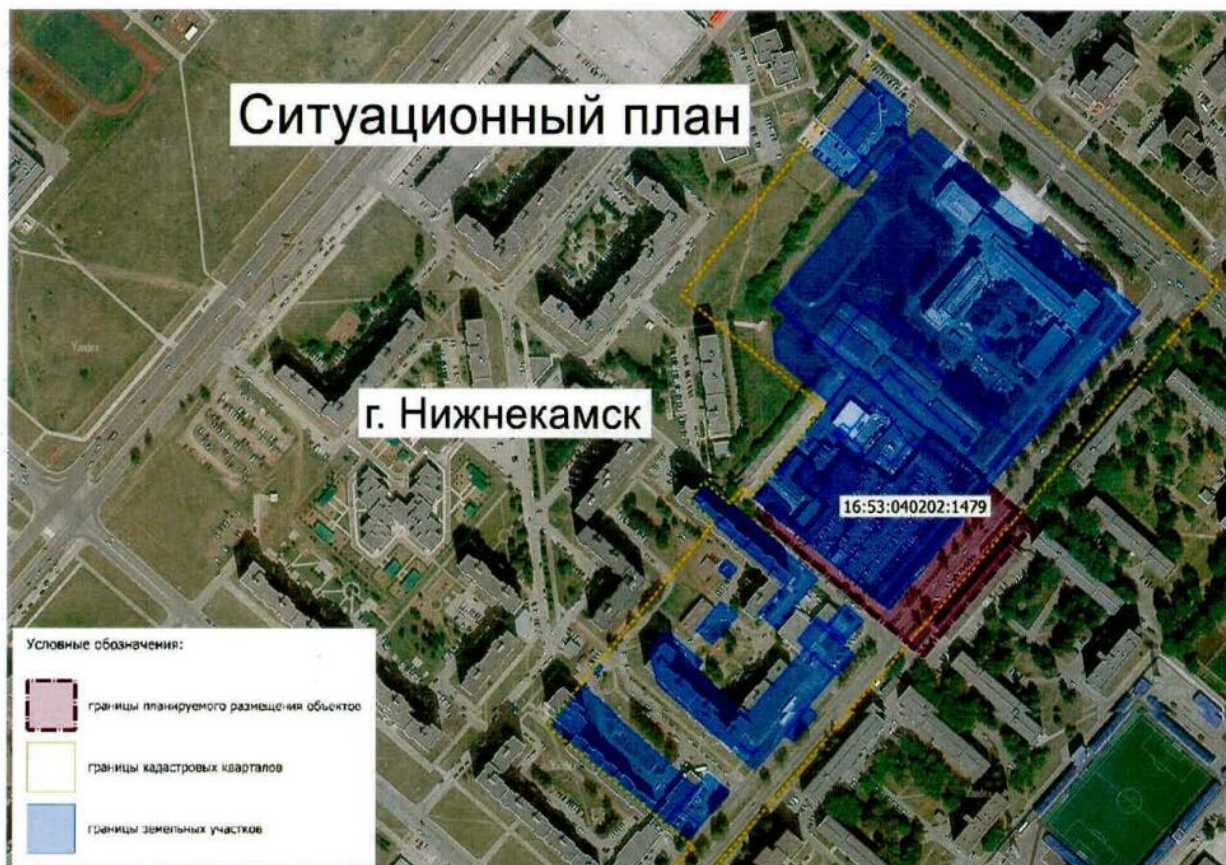 Ситуационный план
Yandex
г. Нижнекамск
16:53:040202:1479
Условные обозначения:
границы планируемого размещения объектов
границы кадастровых кварталов
границы земельных участков